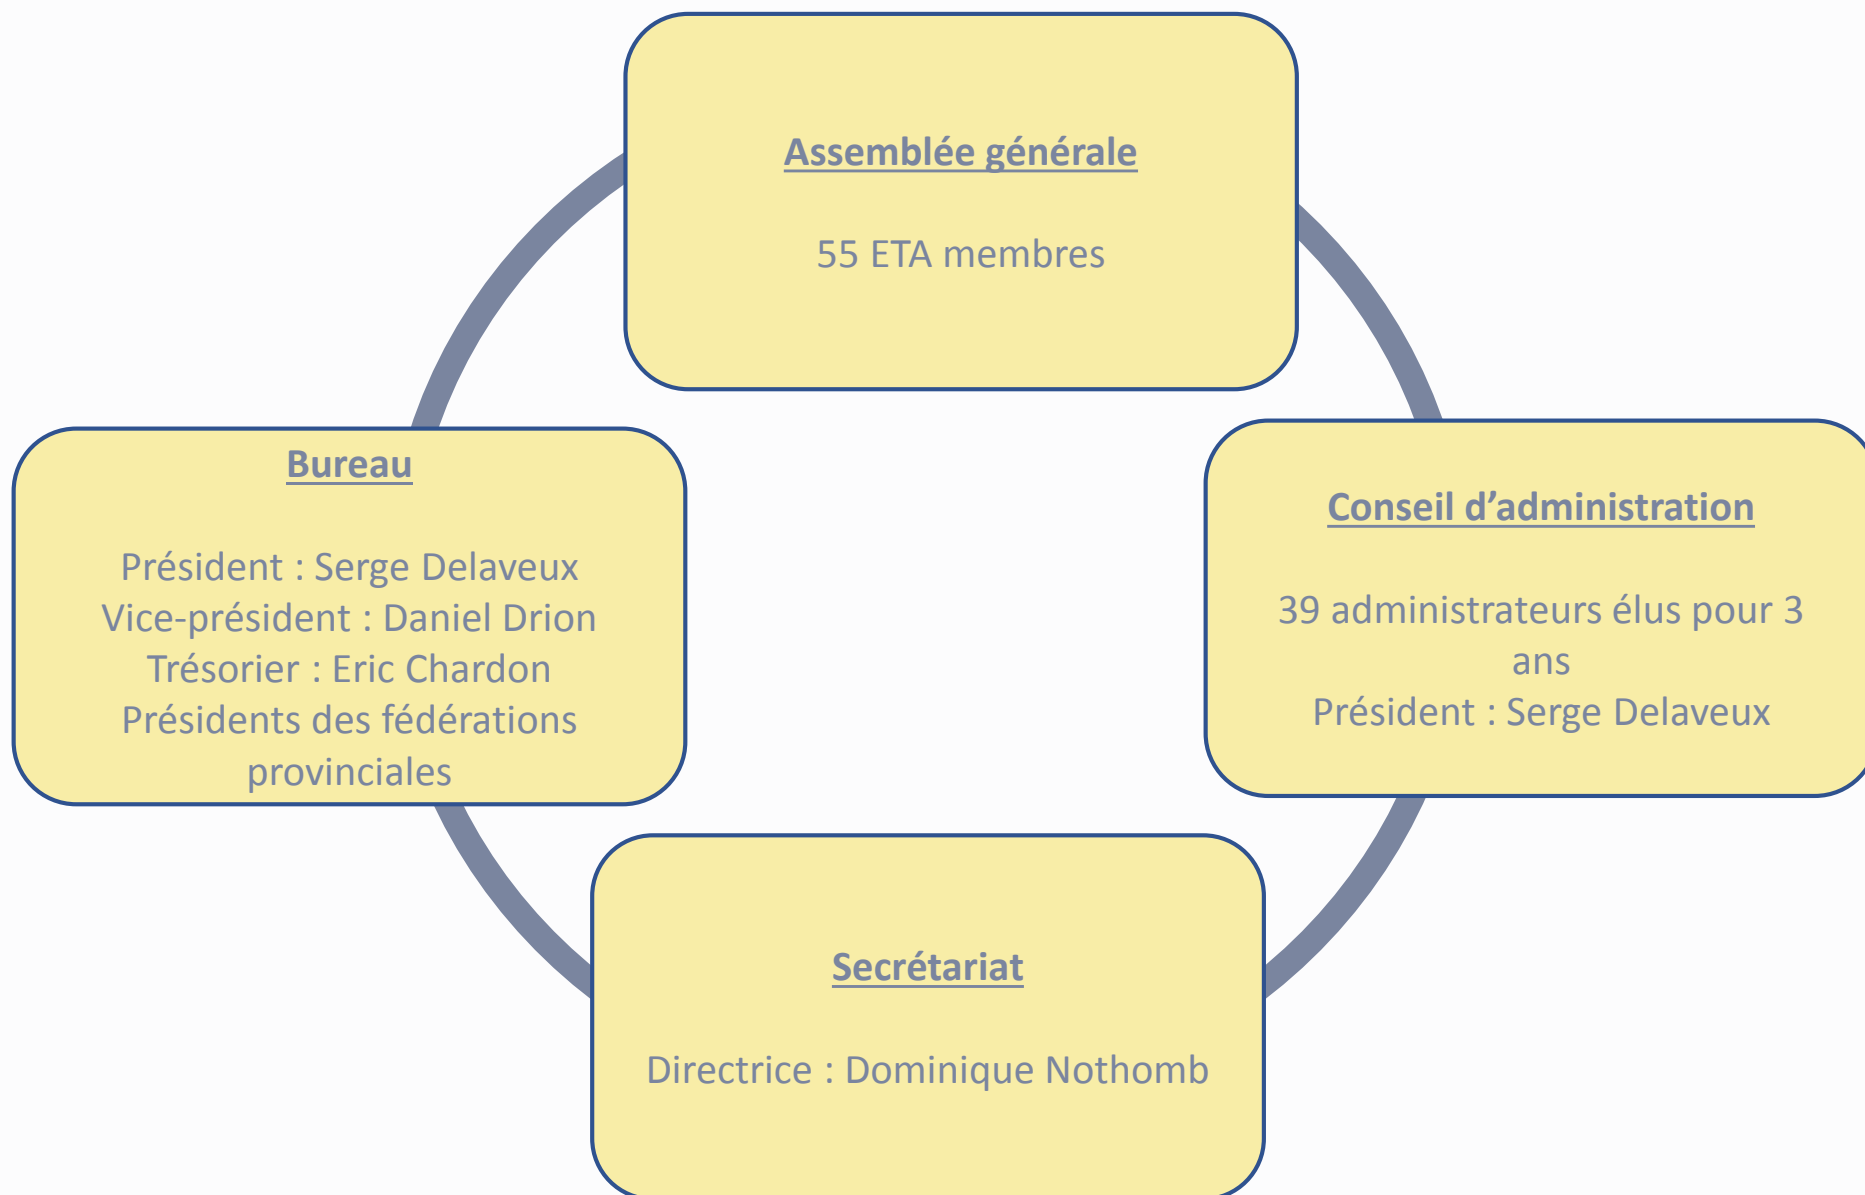 Assemblée générale
55 ETA membres
Bureau
Président : Serge Delaveux
Vice-président : Daniel Drion
Trésorier : Eric Chardon
Présidents des fédérations
provinciales
Conseil d’administration
39 administrateurs élus pour 3
ans
Président : Serge Delaveux
Secrétariat
Directrice : Dominique Nothomb